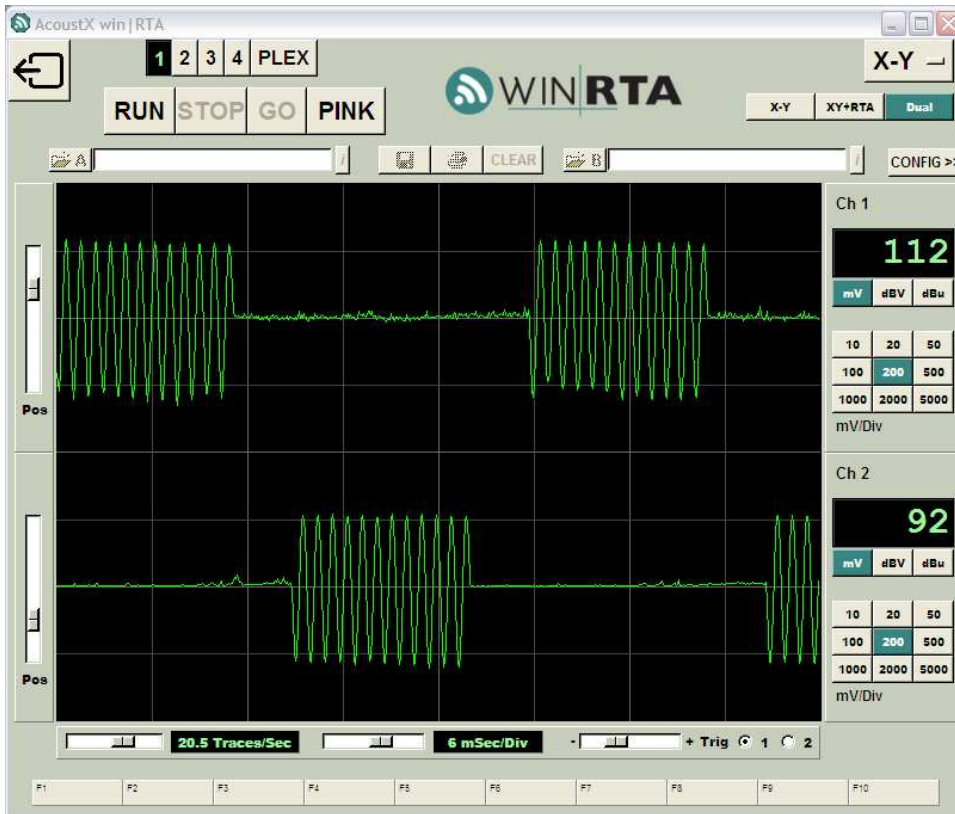 AcoustX win|RTA
1 2 3 4 PLEX
WIN|RTA
X-Y
RUN STOP GO PINK
X-Y XY+RTA Dual
A i CLEAR B i CONFIG >>
Ch 1
112
mV dBV dBu
10 20 50
100 200 500
1000 2000 5000
mV/Div
Pos
Ch 2
92
mV dBV dBu
10 20 50
100 200 500
1000 2000 5000
mV/Div
Pos
20.5 Traces/Sec 6 mSec/Div - + Trig 1 2
F1 F2 F3 F4 F5 F6 F7 F8 F9 F10